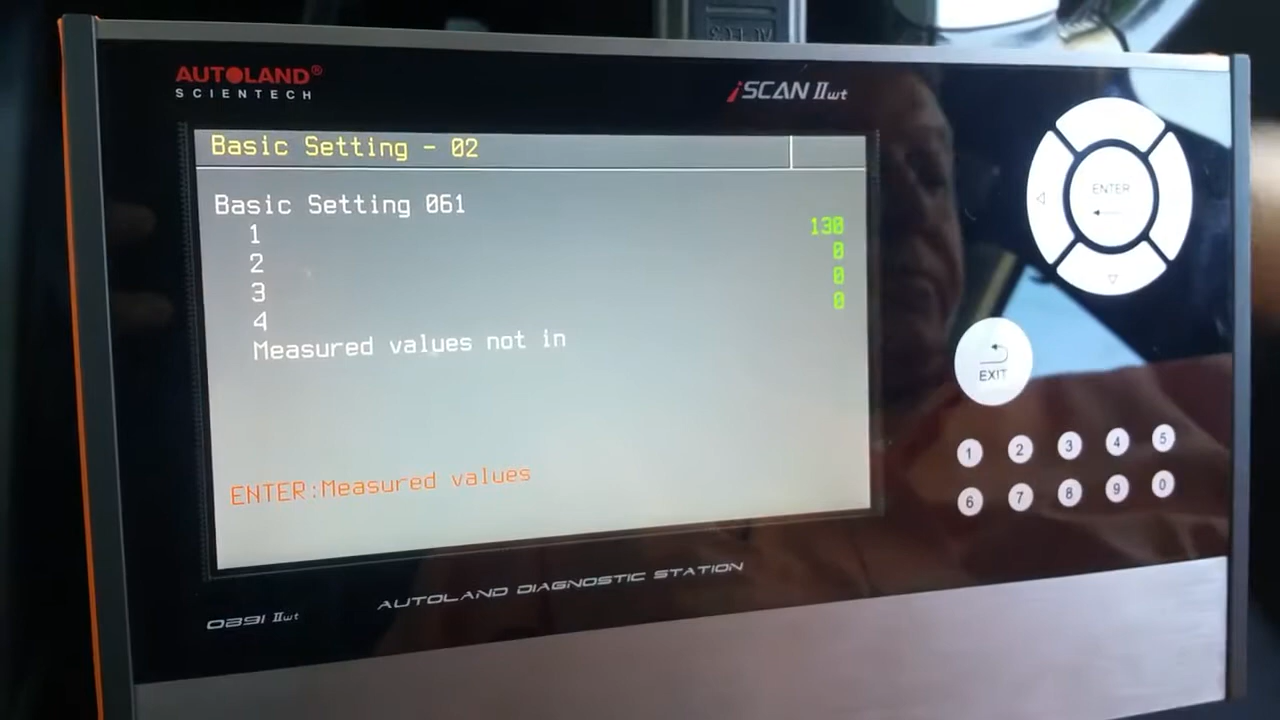 AUTOLAND®
SCIENTECH
iSCAN IIwt
Basic Setting - 02
Basic Setting 061
1 130
2 0
3 0
4 0
Measured values not in
ENTER:Measured values
ENTER
EXIT
1 2 3 4 5
6 7 8 9 0
AUTOLAND DIAGNOSTIC STATION